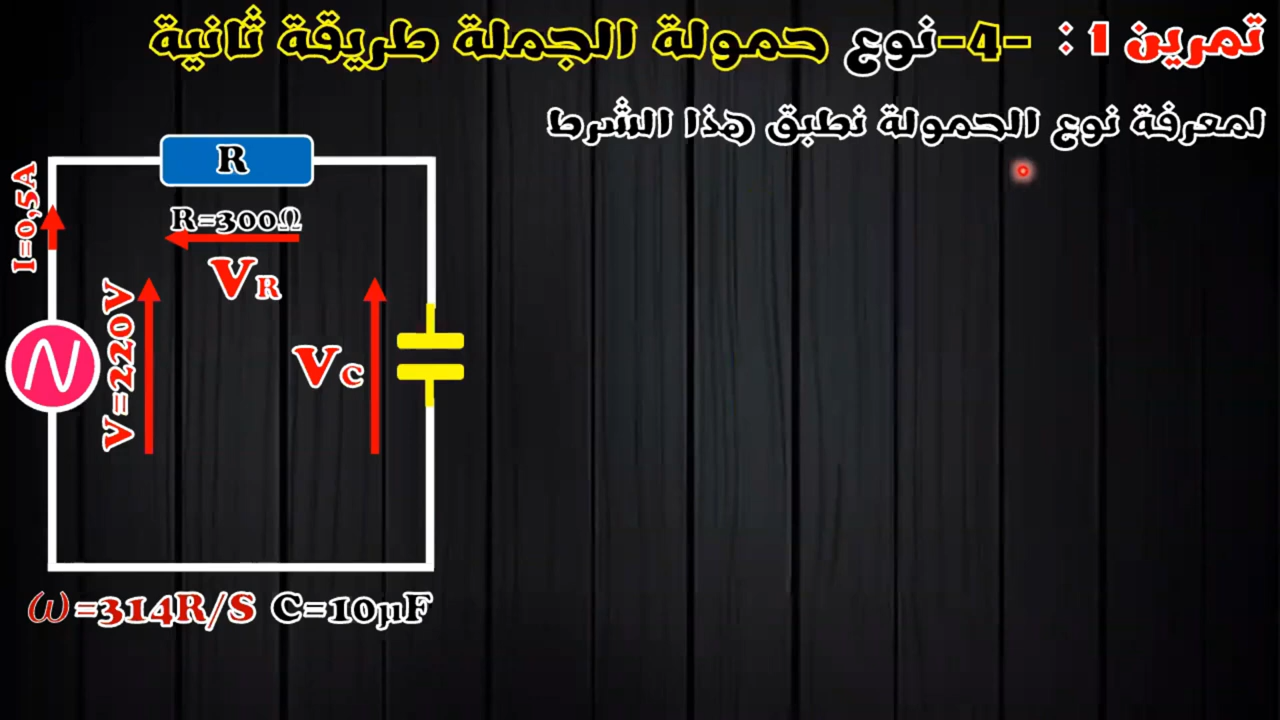 تمرين 1 : -4-نوع حمولة الجملة طريقة ثانية
لمعرفة نوع الحمولة نطبق هذا الشرط
R
I=0,5A
R=300Ω
VR
V=220V
VC
ω=314R/S C=10µF